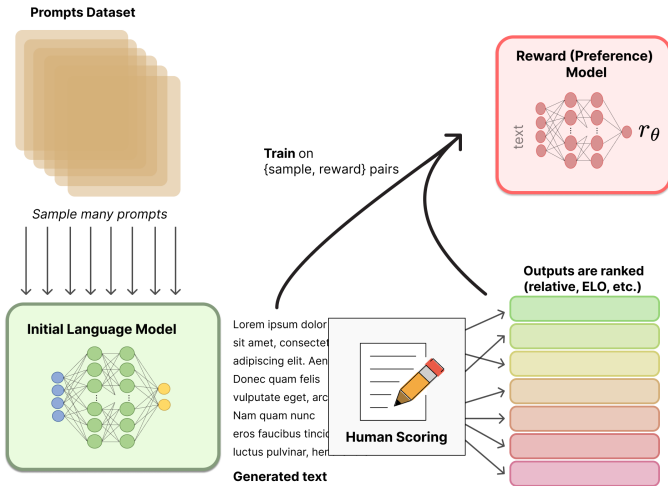 Prompts Dataset
Sample many prompts
Initial Language Model
Train on
{sample, reward} pairs
Reward (Preference)
Model
text
rθ
Outputs are ranked
(relative, ELO, etc.)
Lorem ipsum dolor
sit amet, consectet
adipiscing elit. Aen
Donec quam felis
vulputate eget, arc
Nam quam nunc
eros faucibus tincid
luctus pulvinar, her
Generated text
Human Scoring